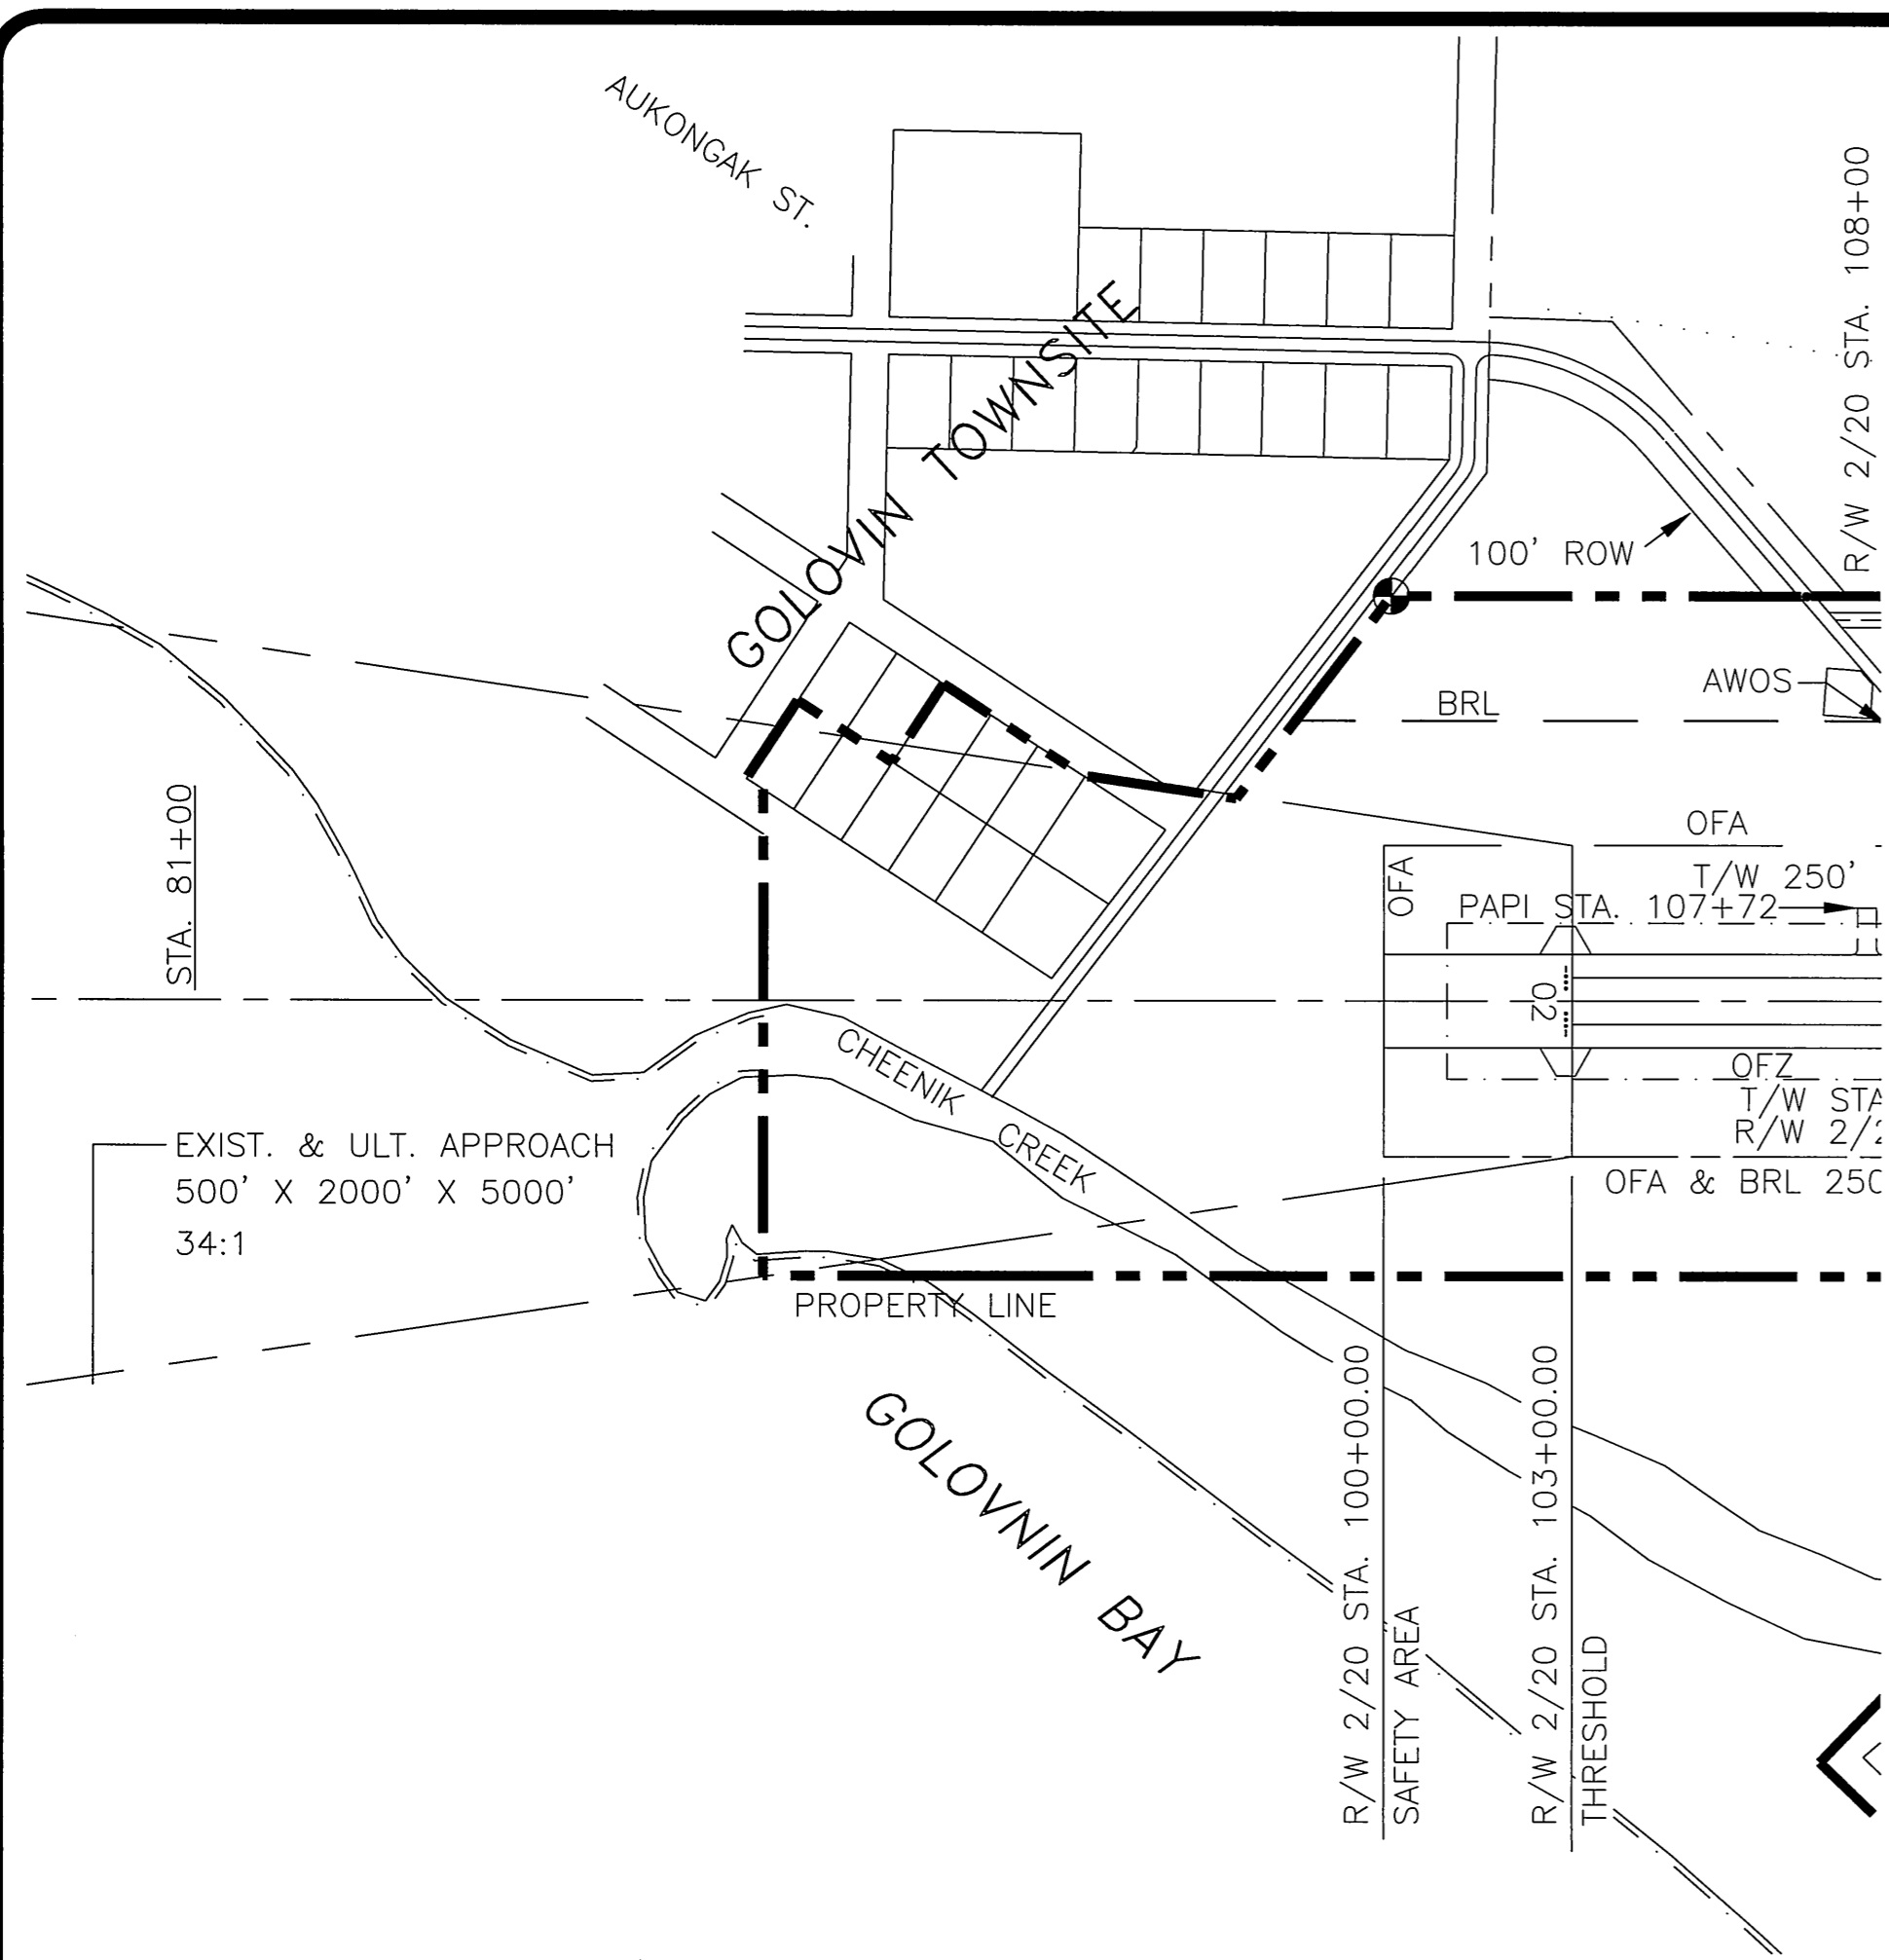 AUKONGAK ST.
R/W 2/20 STA. 108+00
GOLOVIN TOWNSITE
100' ROW
AWOS
BRL
STA. 81+00
OFA
OFA
T/W 250'
PAPI STA. 107+72
02
CHEENIK CREEK
OFZ
T/W STA
R/W 2/2
OFA & BRL 250
EXIST. & ULT. APPROACH
500' X 2000' X 5000'
34:1
PROPERTY LINE
GOLOVNIN BAY
R/W 2/20 STA. 100+00.00
SAFETY AREA
R/W 2/20 STA. 103+00.00
THRESHOLD